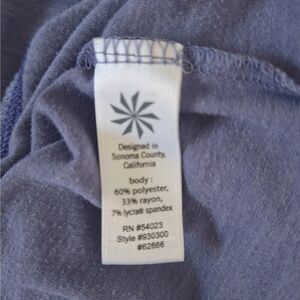 Designed in
Sonoma County,
California
body :
60% polyester,
33% rayon,
7% lycra® spandex
RN #54023
Style #930300
#62666